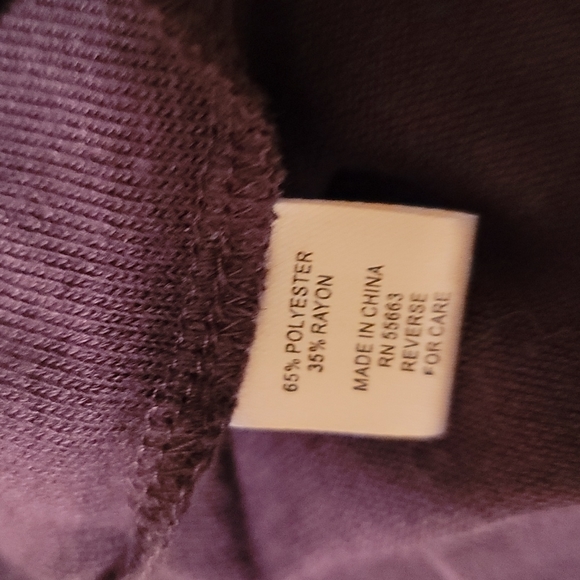 65% POLYESTER
35% RAYON
MADE IN CHINA
RN 55663
REVERSE
FOR CARE